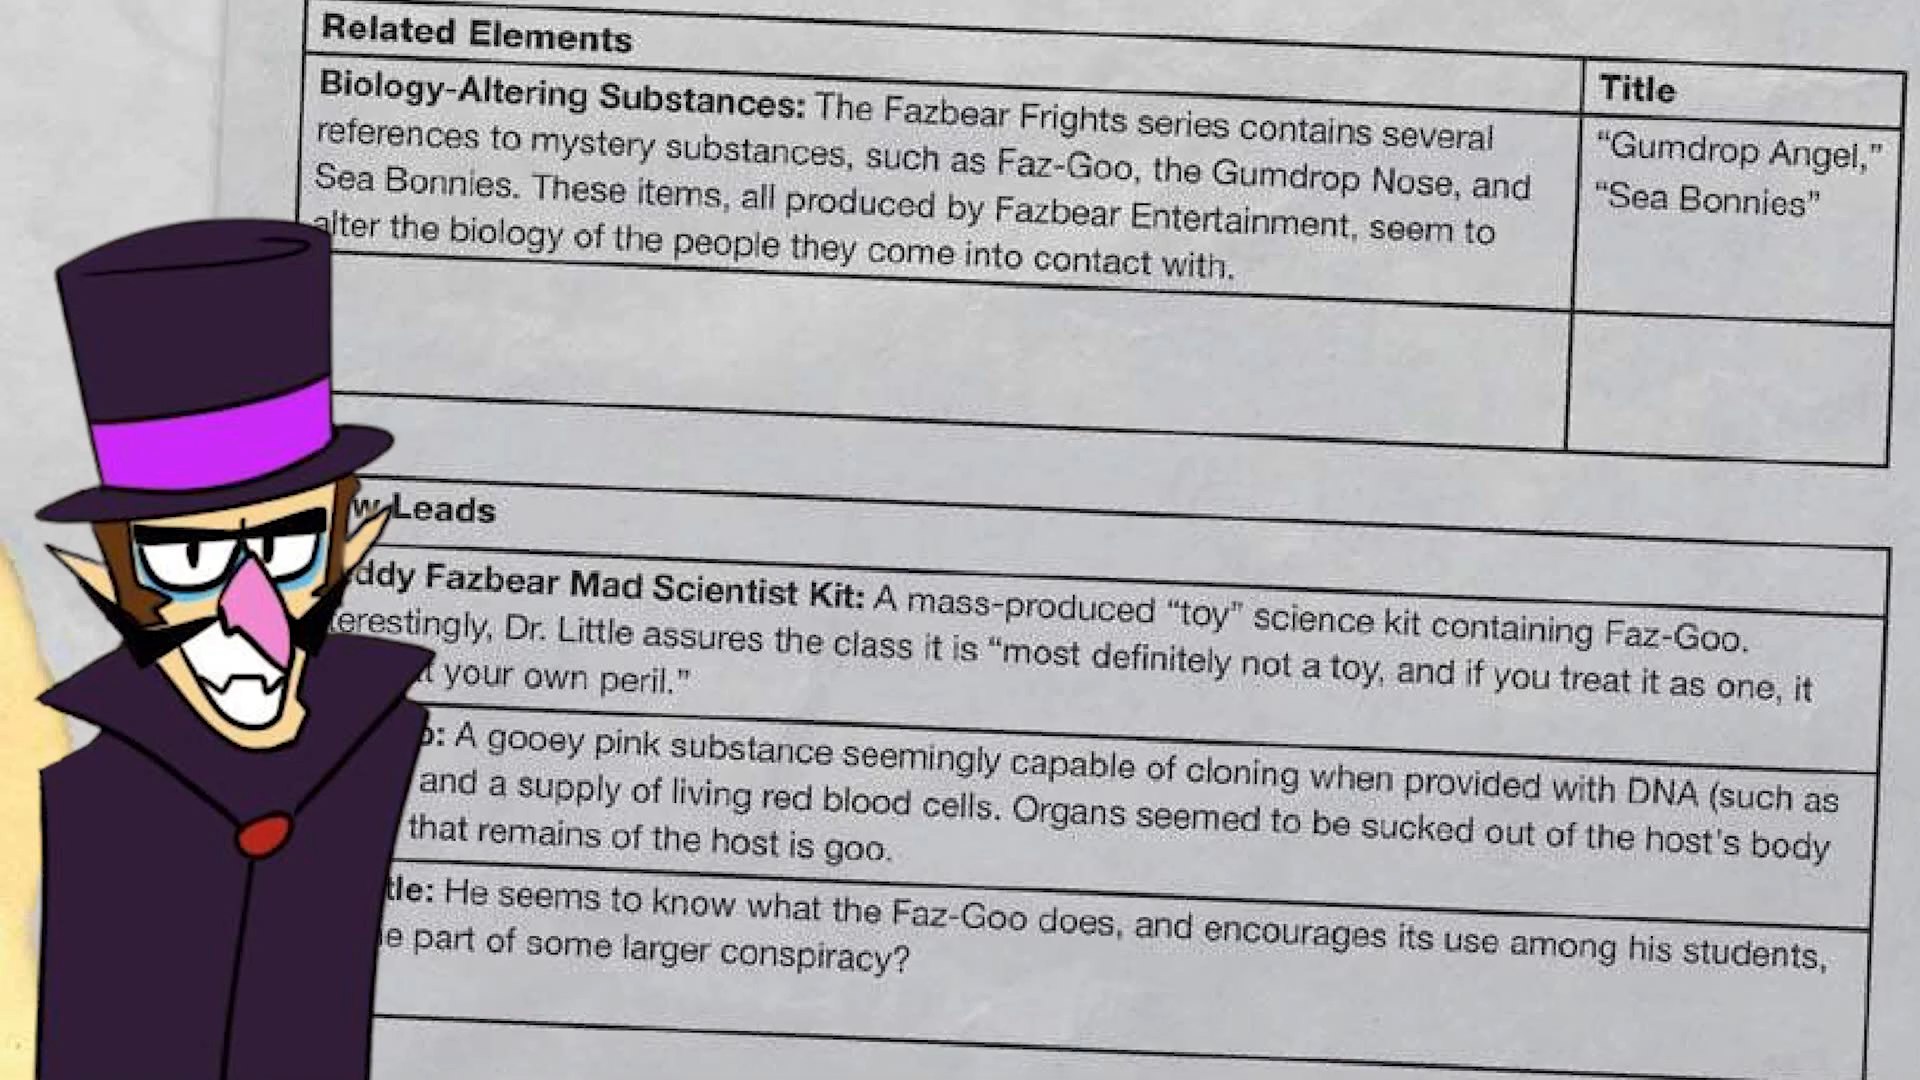 Related Elements
Title
Biology-Altering Substances: The Fazbear Frights series contains several
references to mystery substances, such as Faz-Goo, the Gumdrop Nose, and
Sea Bonnies. These items, all produced by Fazbear Entertainment, seem to
alter the biology of the people they come into contact with.
“Gumdrop Angel,”
“Sea Bonnies”
w Leads
ddy Fazbear Mad Scientist Kit: A mass-produced “toy” science kit containing Faz-Goo.
terestingly, Dr. Little assures the class it is “most definitely not a toy, and if you treat it as one, it
your own peril.”
o: A gooey pink substance seemingly capable of cloning when provided with DNA (such as
and a supply of living red blood cells. Organs seemed to be sucked out of the host's body
that remains of the host is goo.
tle: He seems to know what the Faz-Goo does, and encourages its use among his students,
e part of some larger conspiracy?